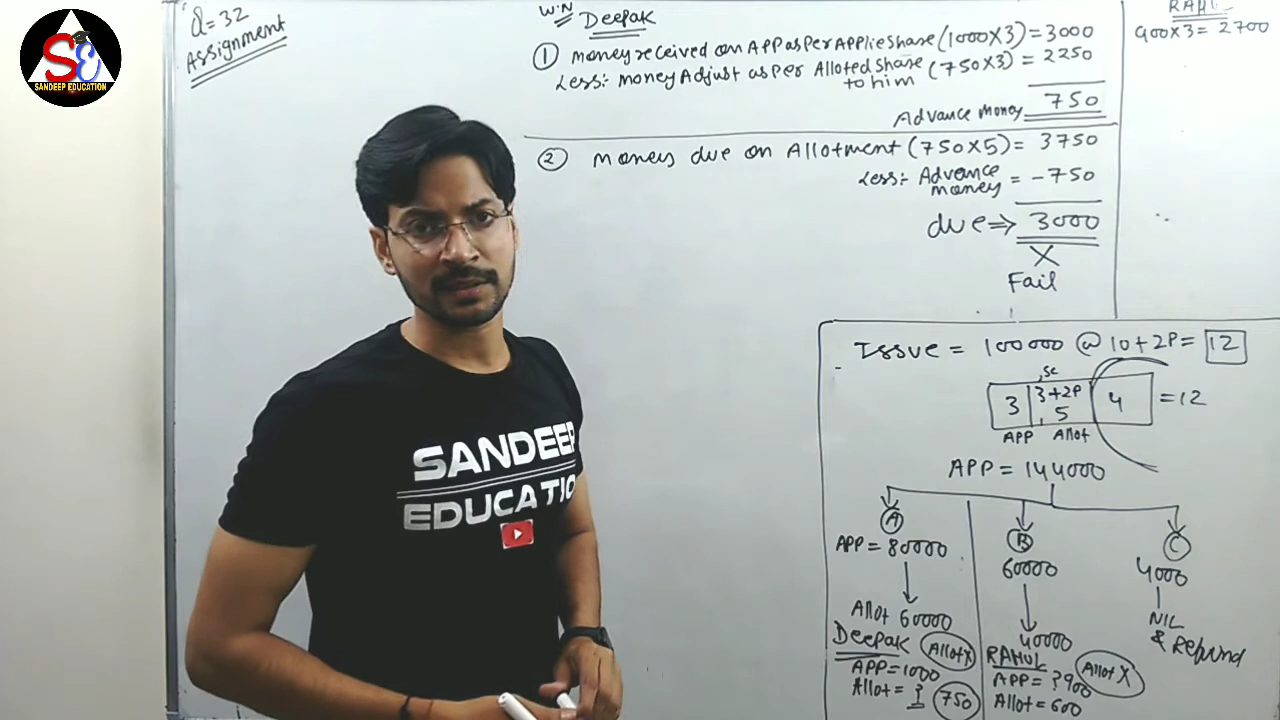 SE
SANDEEP EDUCATION
Q=32
Assignment
W.N Deepak
① Money received on APP as Per Applie Share (1000×3) = 3000
Less:- Money Adjust as Per Alloted Share to him (750×3) = 2250
Advance Money 750
② Money due on Allotment (750×5) = 3750
Less:- Advance money = -750
due ⇒ 3000
X
Fail
900×3 = 2700
Issue = 100000 @ 10+2P = 12
3 3+2P 5 4 = 12
APP Allot
APP = 144000
A B C
APP = 80000 60000 4000
Allot 60000 40000 NIL & Refund
Deepak Allot X
APP = 1000
Allot = ? 750
RAHUL Allot X
APP = ? 900
Allot = 600
SANDEEP
EDUCATIO